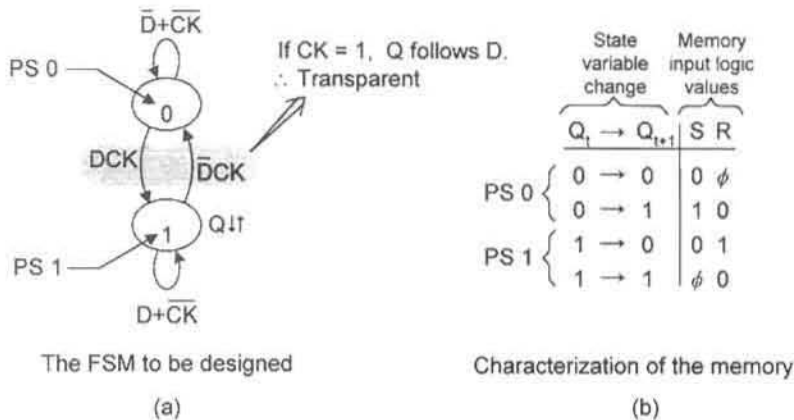 D̅+C̅K̅
PS 0
0
If CK = 1, Q follows D.
∴ Transparent
DCK
D̅CK
1
Q↓↑
PS 1
D+C̅K̅
The FSM to be designed
(a)
State variable change
Memory input logic values
Qt → Qt+1 S R
PS 0
0 → 0 0 ϕ
0 → 1 1 0
PS 1
1 → 0 0 1
1 → 1 ϕ 0
Characterization of the memory
(b)